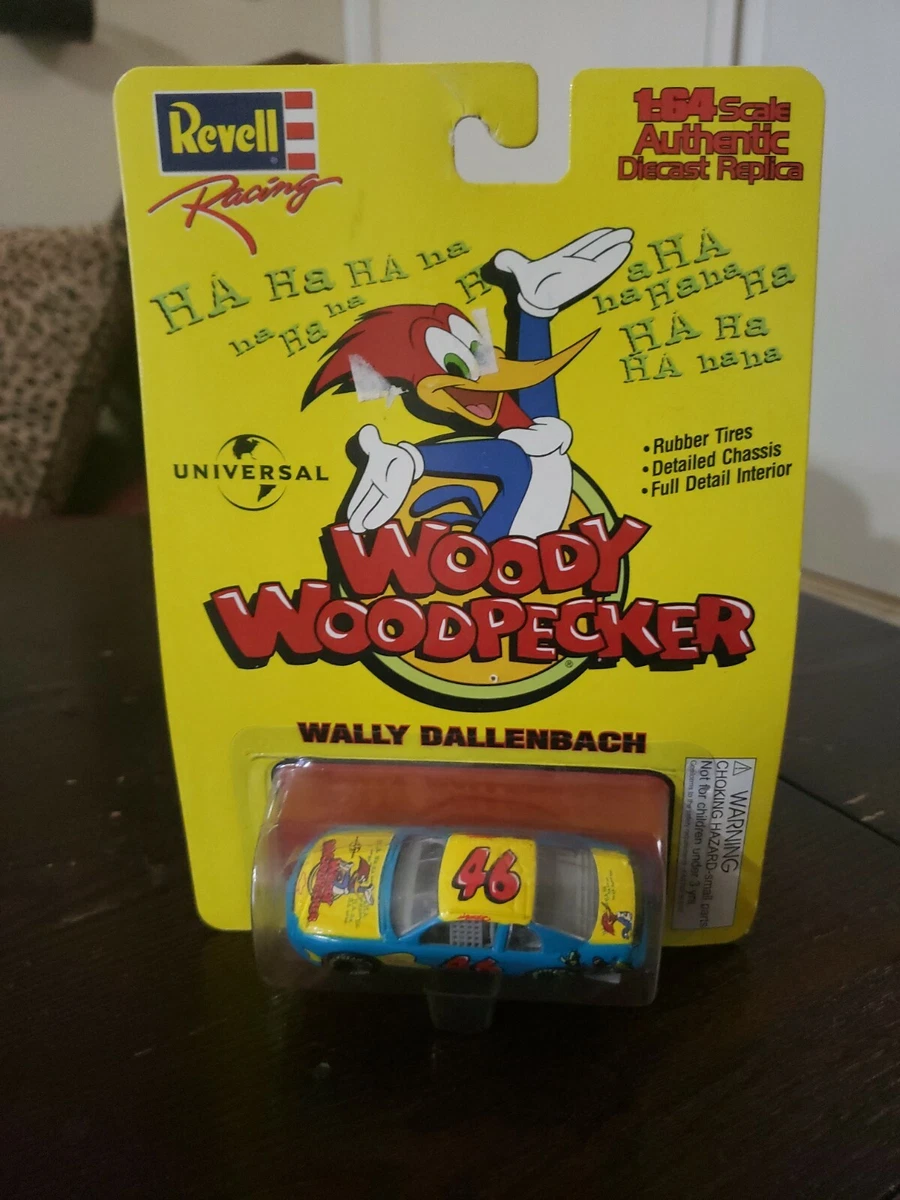 Revell
Racing
1:64 Scale
Authentic
Diecast Replica
HA Ha HA ha
ha Ha ha
H
ha aHA
HaHaha Ha
HA Ha
HA haha
UNIVERSAL
•Rubber Tires
•Detailed Chassis
•Full Detail Interior
WOODY
WOODPECKER®
WALLY DALLENBACH
⚠ WARNING
CHOKING HAZARD-small parts
Not for children under 3 yrs.
46
46